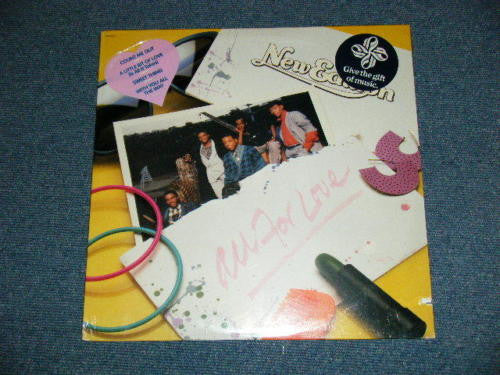 COUNT ME OUT
A LITTLE BIT OF LOVE
IS ALL IT TAKES
SWEET THING
WITH YOU ALL
THE WAY
New Edition
Give the gift
of music.
All For Love